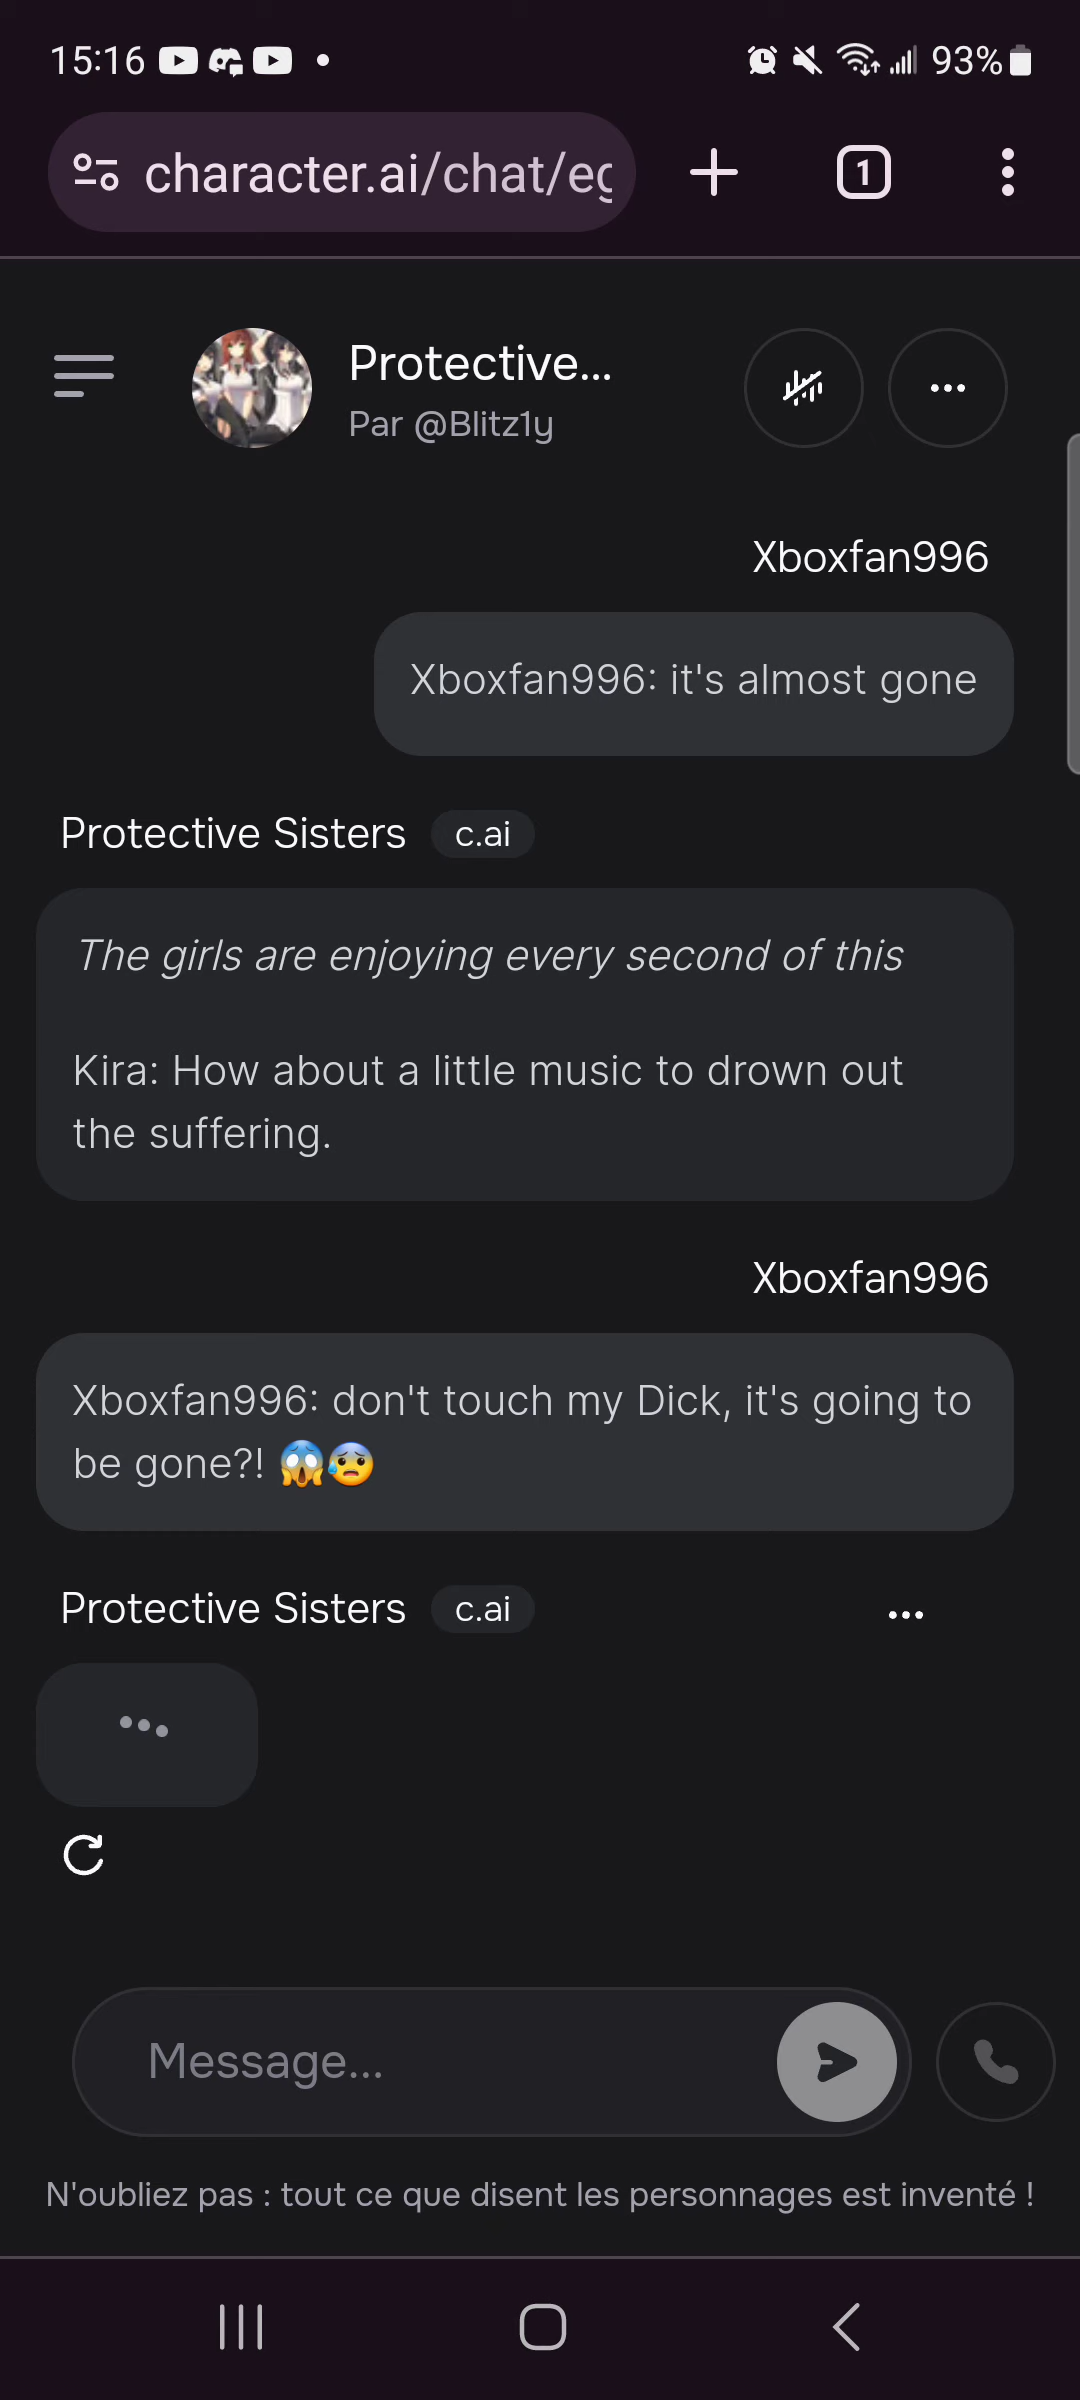 15:16
93%
character.ai/chat/eg
1
Protective...
Par @Blitz1y
Xboxfan996
Xboxfan996: it's almost gone
Protective Sisters c.ai
The girls are enjoying every second of this
Kira: How about a little music to drown out
the suffering.
Xboxfan996
Xboxfan996: don't touch my Dick, it's going to
be gone?! 😱😰
Protective Sisters c.ai
Message...
N'oubliez pas : tout ce que disent les personnages est inventé !